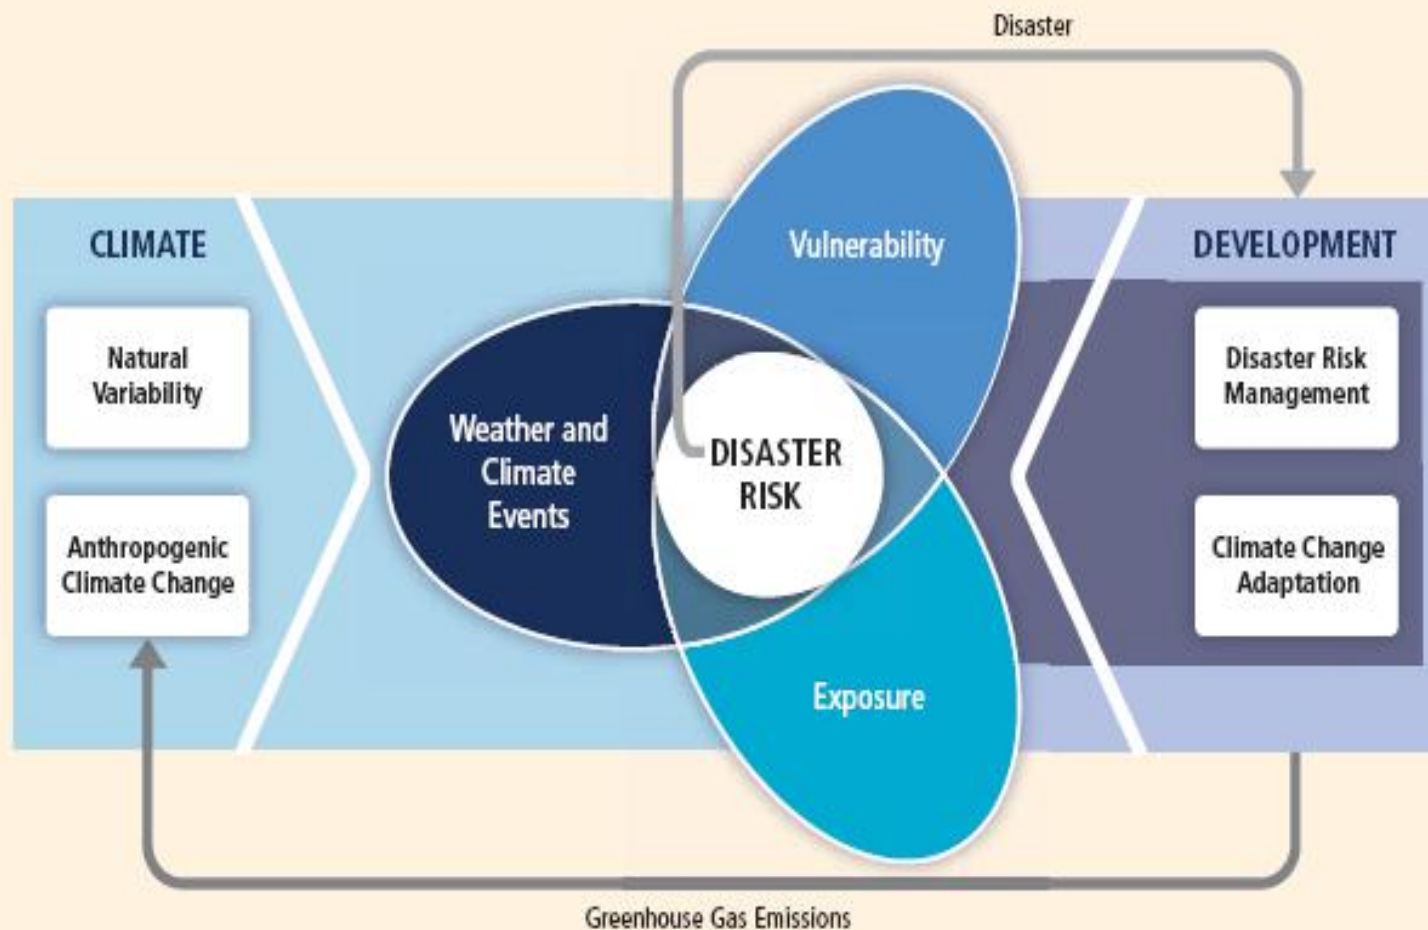 Disaster
CLIMATE
Natural
Variability
Anthropogenic
Climate Change
Weather and
Climate
Events
Vulnerability
DISASTER
RISK
Exposure
DEVELOPMENT
Disaster Risk
Management
Climate Change
Adaptation
Greenhouse Gas Emissions